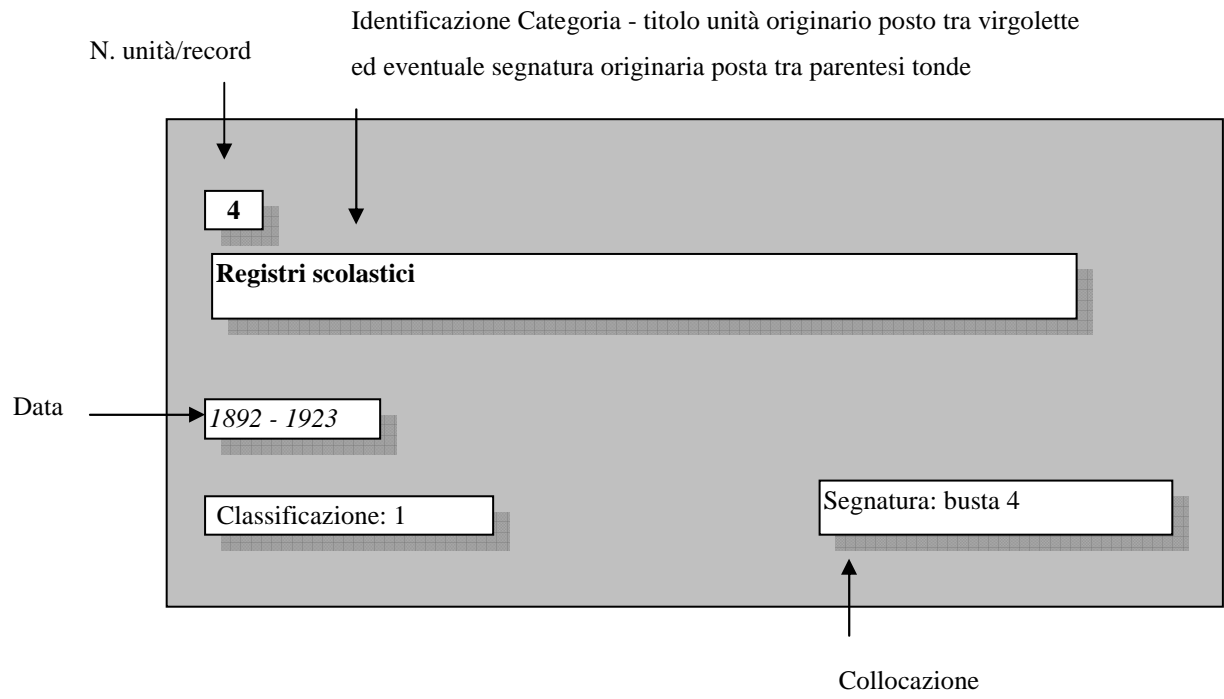 Identificazione Categoria - titolo unità originario posto tra virgolette
N. unità/record
ed eventuale segnatura originaria posta tra parentesi tonde
4
Registri scolastici
Data
1892 - 1923
Segnatura: busta 4
Classificazione: 1
Collocazione